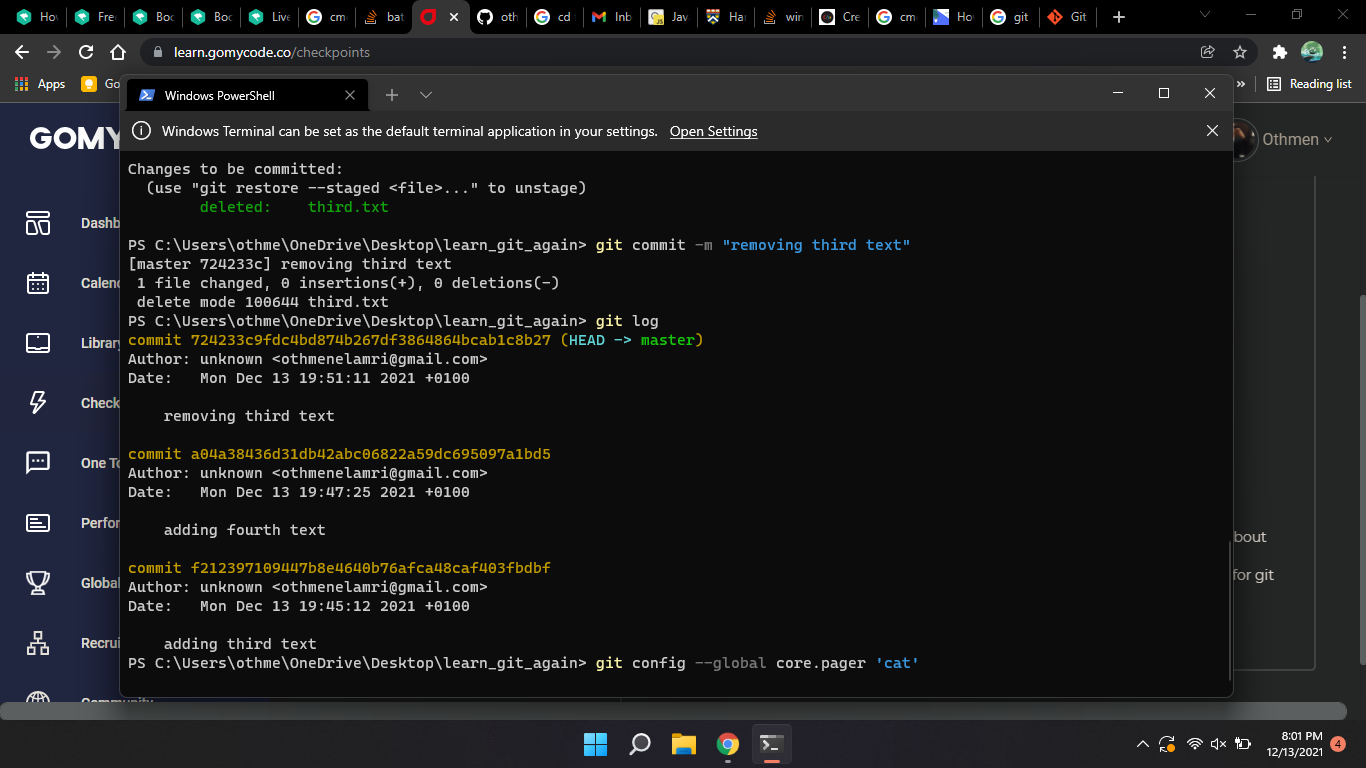 Hov
Fre
Boc
Boc
Live
cm
bat
oth
cd
Inb
Jav
Har
win
Cre
cm
Hov
git
Git
learn.gomycode.co/checkpoints
Apps
Go
Reading list
Windows PowerShell
Windows Terminal can be set as the default terminal application in your settings. Open Settings
GOMY
Othmen
Dashb
Calen
Library
Check
One To
Perfor
Global
Recrui
Community
Changes to be committed:
(use "git restore --staged <file>..." to unstage)
deleted: third.txt
PS C:\Users\othme\OneDrive\Desktop\learn_git_again> git commit -m "removing third text"
[master 724233c] removing third text
1 file changed, 0 insertions(+), 0 deletions(-)
delete mode 100644 third.txt
PS C:\Users\othme\OneDrive\Desktop\learn_git_again> git log
commit 724233c9fdc4bd874b267df3864864bcab1c8b27 (HEAD -> master)
Author: unknown <othmenelamri@gmail.com>
Date: Mon Dec 13 19:51:11 2021 +0100
removing third text
commit a04a38436d31db42abc06822a59dc695097a1bd5
Author: unknown <othmenelamri@gmail.com>
Date: Mon Dec 13 19:47:25 2021 +0100
adding fourth text
commit f212397109447b8e4640b76afca48caf403fbdbf
Author: unknown <othmenelamri@gmail.com>
Date: Mon Dec 13 19:45:12 2021 +0100
adding third text
PS C:\Users\othme\OneDrive\Desktop\learn_git_again> git config --global core.pager 'cat'
bout
for git
8:01 PM
12/13/2021
4